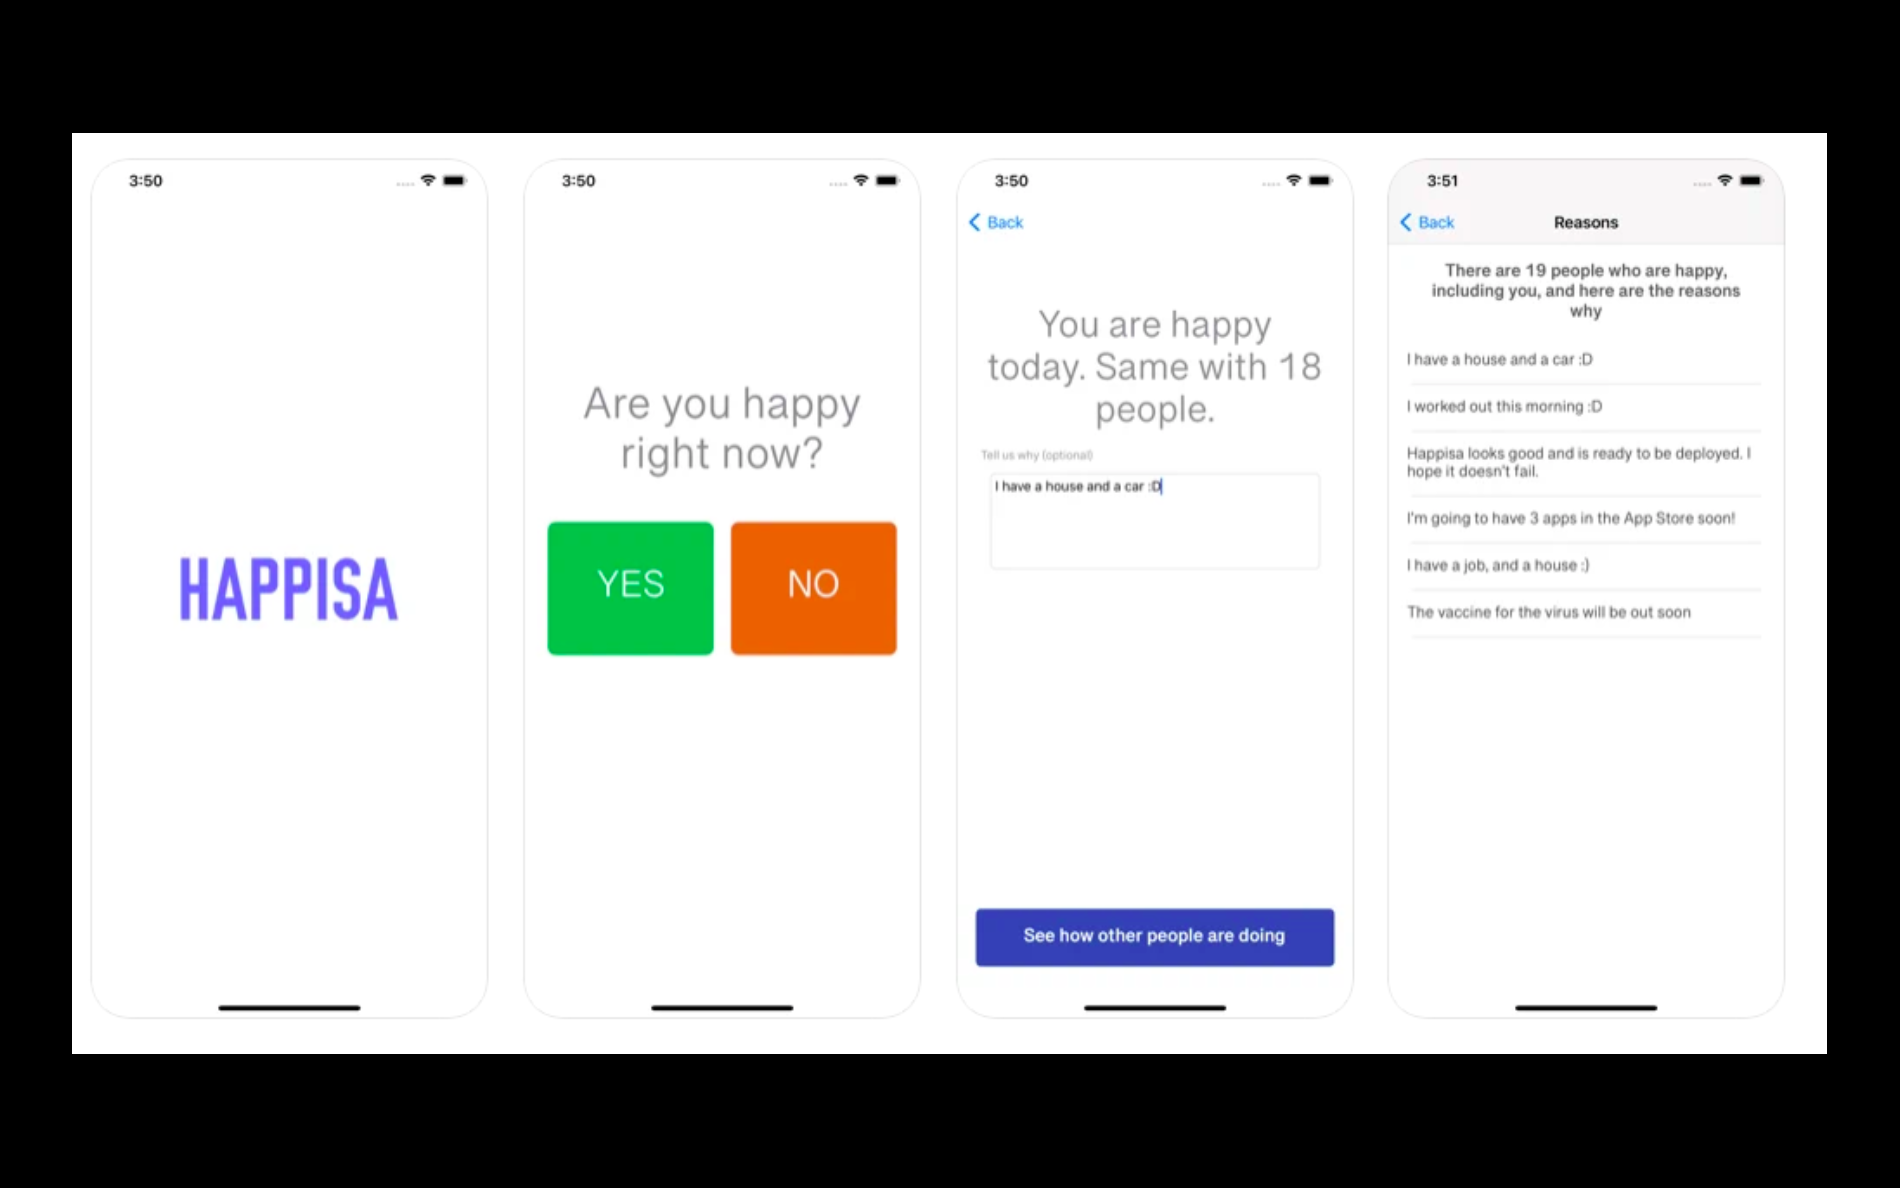 3:50
HAPPISA
3:50
Are you happy
right now?
YES
NO
3:50
Back
You are happy
today. Same with 18
people.
Tell us why (optional)
I have a house and a car :D
See how other people are doing
3:51
Back
Reasons
There are 19 people who are happy,
including you, and here are the reasons
why
I have a house and a car :D
I worked out this morning :D
Happisa looks good and is ready to be deployed. I
hope it doesn't fail.
I'm going to have 3 apps in the App Store soon!
I have a job, and a house :)
The vaccine for the virus will be out soon